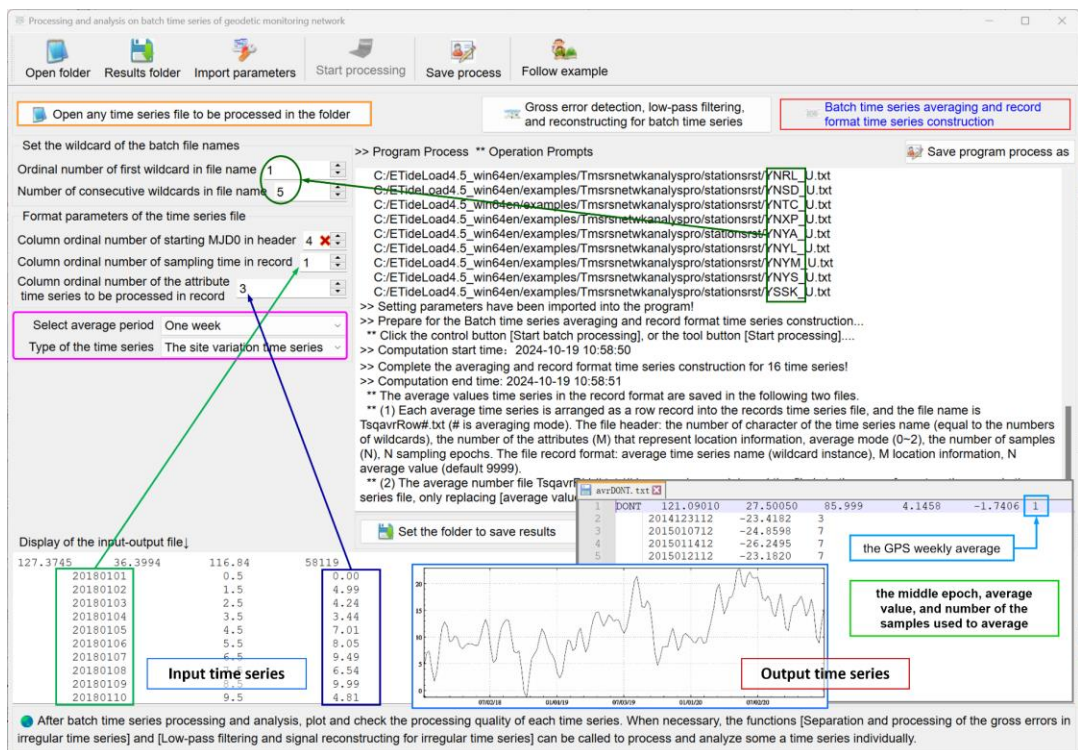 Processing and analysis on batch time series of geodetic monitoring network
Open folder
Results folder
Import parameters
Start processing
Save process
Follow example
Open any time series file to be processed in the folder
Gross error detection, low-pass filtering,
and reconstructing for batch time series
Batch time series averaging and record
format time series construction
Set the wildcard of the batch file names
Ordinal number of first wildcard in file name 1
Number of consecutive wildcards in file name 5
Format parameters of the time series file
Column ordinal number of starting MJD0 in header 4
Column ordinal number of sampling time in record 1
Column ordinal number of the attribute
time series to be processed in record 3
Select average period One week
Type of the time series The site variation time series
>> Program Process ** Operation Prompts
Save program process as
C:/ETideLoad4.5_win64en/examples/Tmsrsnetwkanalyspro/stationsrst/YNRL_U.txt
C:/ETideLoad4.5_win64en/examples/Tmsrsnetwkanalyspro/stationsrst/YNSD_U.txt
C:/ETideLoad4.5_win64en/examples/Tmsrsnetwkanalyspro/stationsrst/YNTC_U.txt
C:/ETideLoad4.5_win64en/examples/Tmsrsnetwkanalyspro/stationsrst/YNXP_U.txt
C:/ETideLoad4.5_win64en/examples/Tmsrsnetwkanalyspro/stationsrst/YNYA_U.txt
C:/ETideLoad4.5_win64en/examples/Tmsrsnetwkanalyspro/stationsrst/YNYL_U.txt
C:/ETideLoad4.5_win64en/examples/Tmsrsnetwkanalyspro/stationsrst/YNYM_U.txt
C:/ETideLoad4.5_win64en/examples/Tmsrsnetwkanalyspro/stationsrst/YNYS_U.txt
C:/ETideLoad4.5_win64en/examples/Tmsrsnetwkanalyspro/stationsrst/YSSK_U.txt
>> Setting parameters have been imported into the program!
>> Prepare for the Batch time series averaging and record format time series construction...
** Click the control button [Start batch processing], or the tool button [Start processing]....
>> Computation start time: 2024-10-19 10:58:50
>> Complete the averaging and record format time series construction for 16 time series!
>> Computation end time: 2024-10-19 10:58:51
** The average values time series in the record format are saved in the following two files.
** (1) Each average time series is arranged as a row record into the records time series file, and the file name is
TsqavrRow#.txt (# is averaging mode). The file header: the number of character of the time series name (equal to the numbers
of wildcards), the number of the attributes (M) that represent location information, average mode (0~2), the number of samples
(N), N sampling epochs. The file record format: average time series name (wildcard instance), M location information, N
average value (default 9999).
** (2) The average number file
series file, only replacing [average
Set the folder to save results
avrDONT.txt
1 DONT 121.09010 27.50050 85.999 4.1458 -1.7406 1
2 2014123112 -23.4182 3
3 2015010712 -24.8598 7
4 2015011412 -26.2495 7
5 2015012112 -23.1820 7
the GPS weekly average
the middle epoch, average
value, and number of the
samples used to average
Display of the input-output file↓
127.3745 36.3994 116.84 58119
20180101 0.5 0.00
20180102 1.5 4.99
20180103 2.5 4.24
20180104 3.5 3.44
20180105 4.5 7.01
20180106 5.5 8.05
20180107 6.5 9.49
20180108 6.54
20180109 9.99
20180110 9.5 4.81
Input time series
20
15
10
5
0
07/02/18 01/01/19 07/03/19 01/01/20 07/02/20
Output time series
After batch time series processing and analysis, plot and check the processing quality of each time series. When necessary, the functions [Separation and processing of the gross errors in
irregular time series] and [Low-pass filtering and signal reconstructing for irregular time series] can be called to process and analyze some a time series individually.